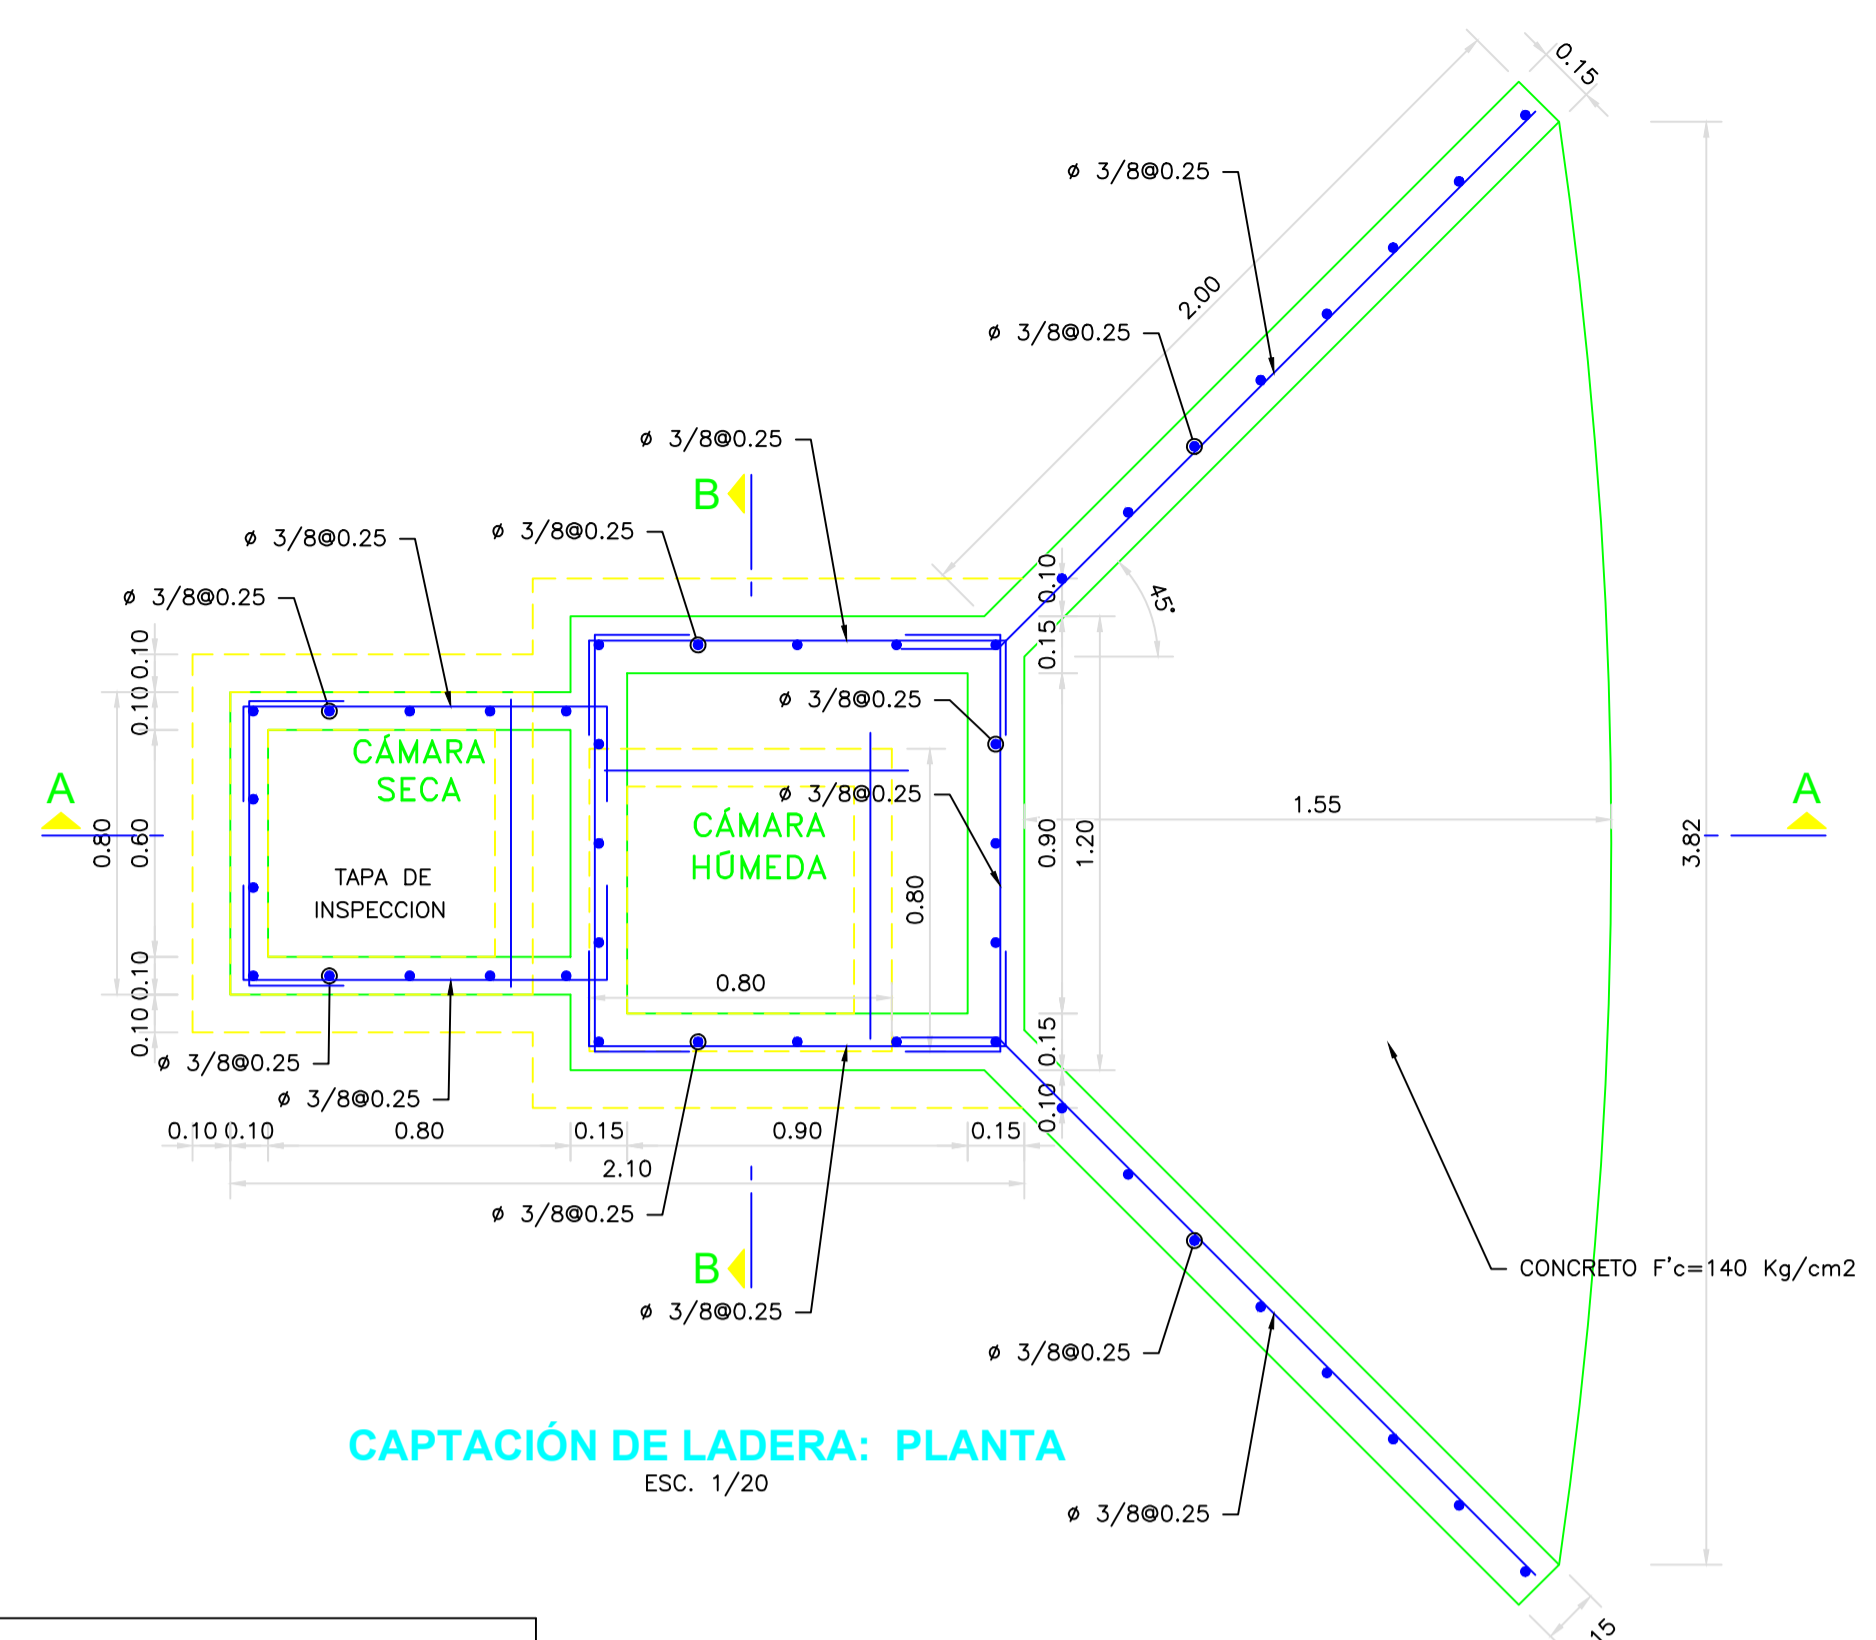 0.15
ø 3/8@0.25
2.00
ø 3/8@0.25
ø 3/8@0.25
B
ø 3/8@0.25
ø 3/8@0.25
ø 3/8@0.25
0.10
45°
0.15
0.10
0.10
ø 3/8@0.25
CÁMARA
SECA
A
ø 3/8@0.25
A
1.55
CÁMARA
HÚMEDA
0.80
0.60
0.90
1.20
3.82
TAPA DE
INSPECCION
0.80
0.80
0.10
0.10
0.15
ø 3/8@0.25
ø 3/8@0.25
0.10
0.10
0.10
0.80
0.15
0.90
0.15
2.10
ø 3/8@0.25
B
CONCRETO F'c=140 Kg/cm2
ø 3/8@0.25
ø 3/8@0.25
CAPTACIÓN DE LADERA: PLANTA
ESC. 1/20
ø 3/8@0.25
15